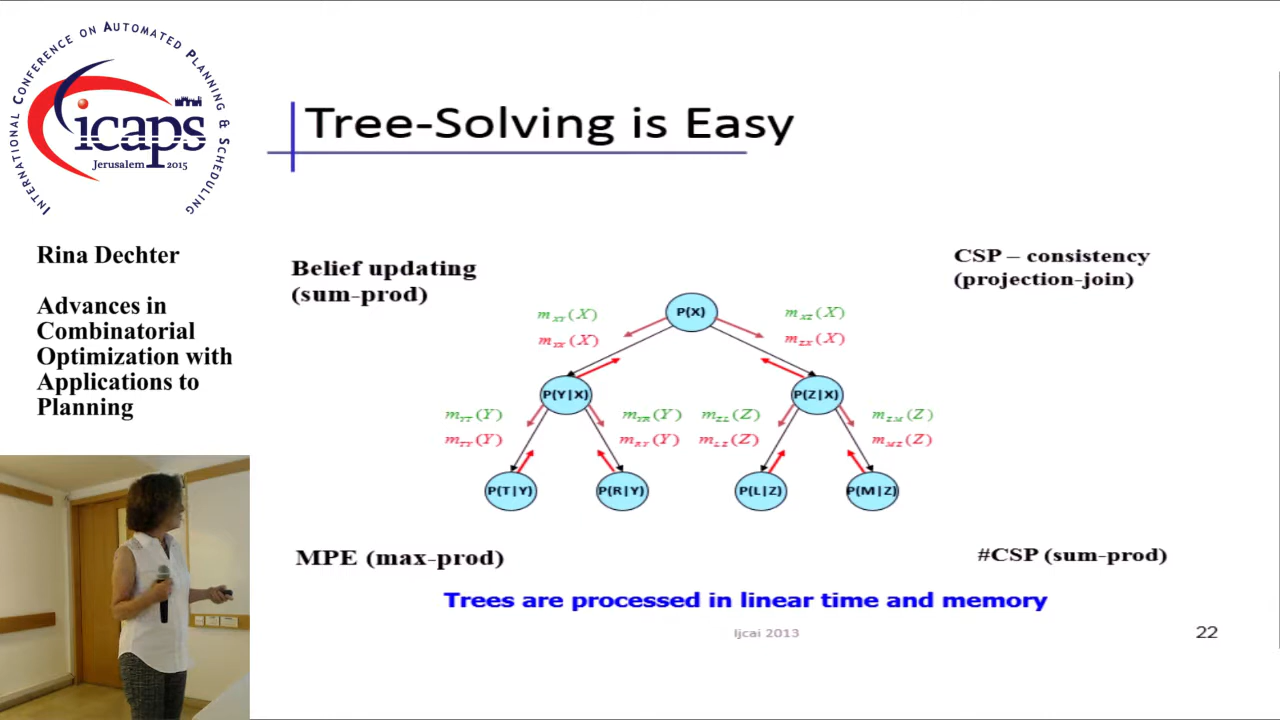 INTERNATIONAL CONFERENCE ON AUTOMATED PLANNING & SCHEDULING
icaps
Jerusalem 2015
Rina Dechter
Advances in
Combinatorial
Optimization with
Applications to
Planning
Tree-Solving is Easy
Belief updating
(sum-prod)
CSP – consistency
(projection-join)
P(X)
m_XY(X)
m_XZ(X)
m_YX(X)
m_ZX(X)
P(Y|X)
P(Z|X)
m_YT(Y)
m_YR(Y)
m_ZL(Z)
m_ZM(Z)
m_TY(Y)
m_RY(Y)
m_LZ(Z)
m_MZ(Z)
P(T|Y)
P(R|Y)
P(L|Z)
P(M|Z)
MPE (max-prod)
#CSP (sum-prod)
Trees are processed in linear time and memory
Ijcai 2013
22